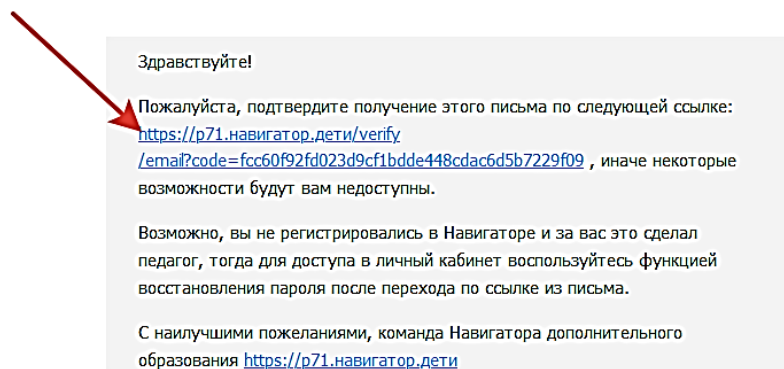 Здравствуйте!
Пожалуйста, подтвердите получение этого письма по следующей ссылке:
https://р71.навигатор.дети/verify
/email?code=fcc60f92fd023d9cf1bdde448cdac6d5b7229f09 , иначе некоторые
возможности будут вам недоступны.
Возможно, вы не регистрировались в Навигаторе и за вас это сделал
педагог, тогда для доступа в личный кабинет воспользуйтесь функцией
восстановления пароля после перехода по ссылке из письма.
С наилучшими пожеланиями, команда Навигатора дополнительного
образования https://р71.навигатор.дети